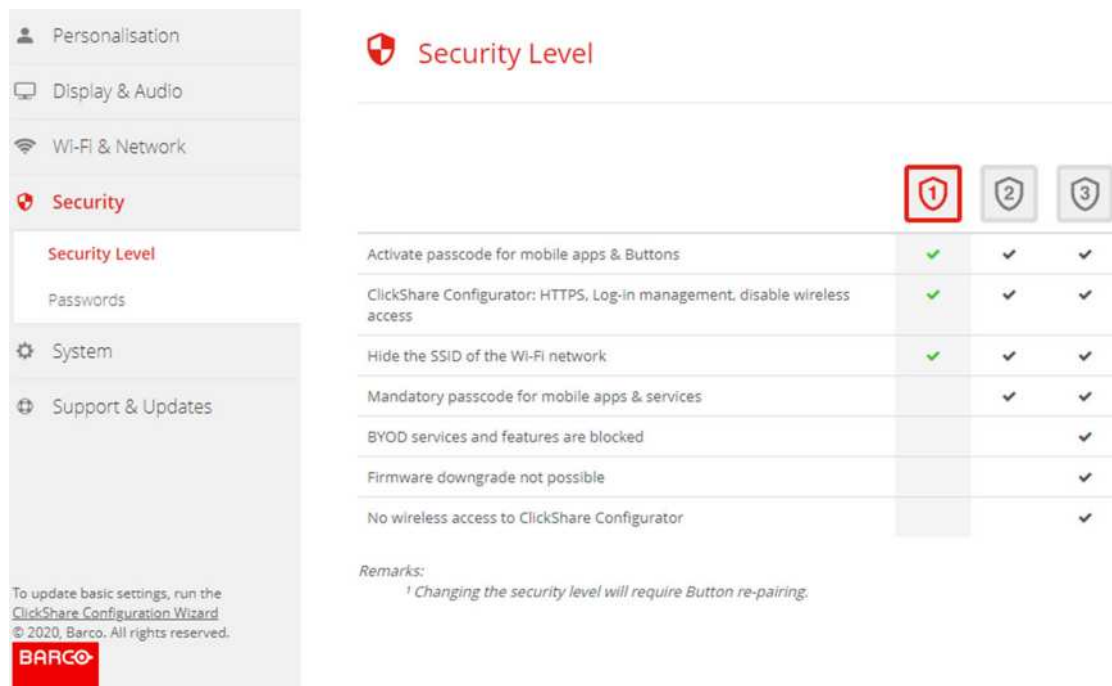 Personalisation
Display & Audio
Wi-Fi & Network
Security
Security Level
Passwords
System
Support & Updates
To update basic settings, run the
ClickShare Configuration Wizard
© 2020, Barco. All rights reserved.
BARCO
Security Level
1 2 3
Activate passcode for mobile apps & Buttons
ClickShare Configurator: HTTPS, Log-in management, disable wireless
access
Hide the SSID of the Wi-Fi network
Mandatory passcode for mobile apps & services
BYOD services and features are blocked
Firmware downgrade not possible
No wireless access to ClickShare Configurator
Remarks:
¹ Changing the security level will require Button re-pairing.